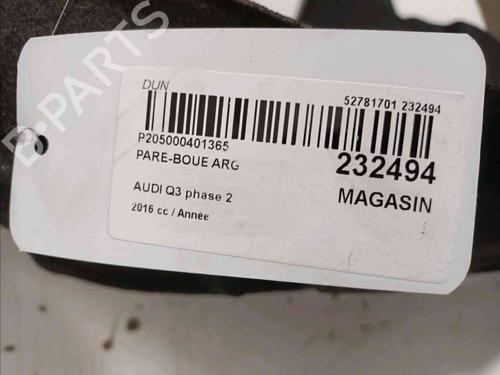 B-PARTS
DUN
52781701 232494
P205000401365
PARE-BOUE ARG
232494
AUDI Q3 phase 2
MAGASIN
2016 cc / Année